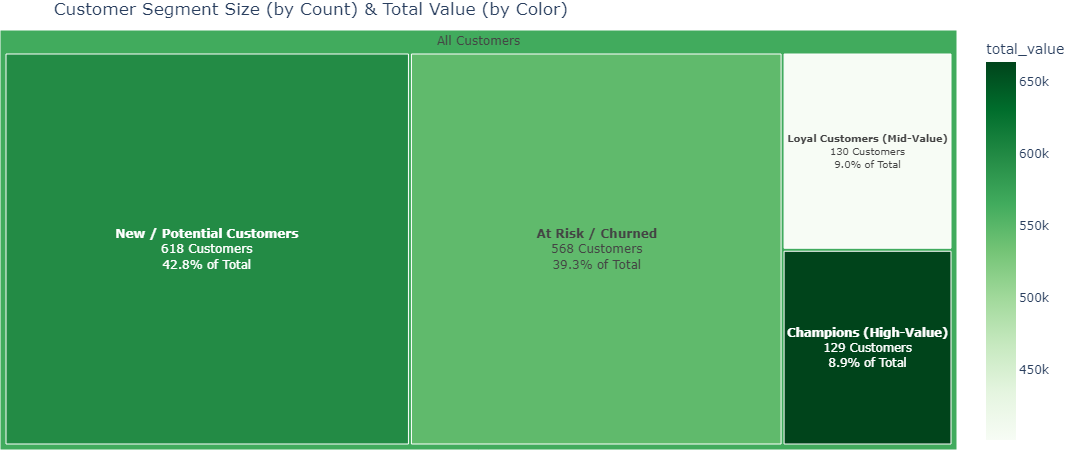 Customer Segment Size (by Count) & Total Value (by Color)
All Customers
New / Potential Customers
618 Customers
42.8% of Total
At Risk / Churned
568 Customers
39.3% of Total
Loyal Customers (Mid-Value)
130 Customers
9.0% of Total
Champions (High-Value)
129 Customers
8.9% of Total
total_value
650k
600k
550k
500k
450k